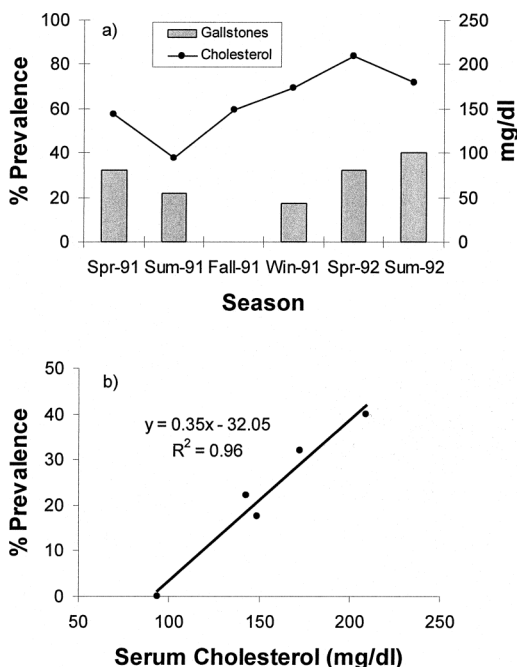 a)
Gallstones
Cholesterol
% Prevalence
100
80
60
40
20
0
250
200
150
100
50
0
mg/dl
Spr-91 Sum-91 Fall-91 Win-91 Spr-92 Sum-92
Season
b)
y = 0.35x - 32.05
R² = 0.96
% Prevalence
50
40
30
20
10
0
50 100 150 200 250
Serum Cholesterol (mg/dl)